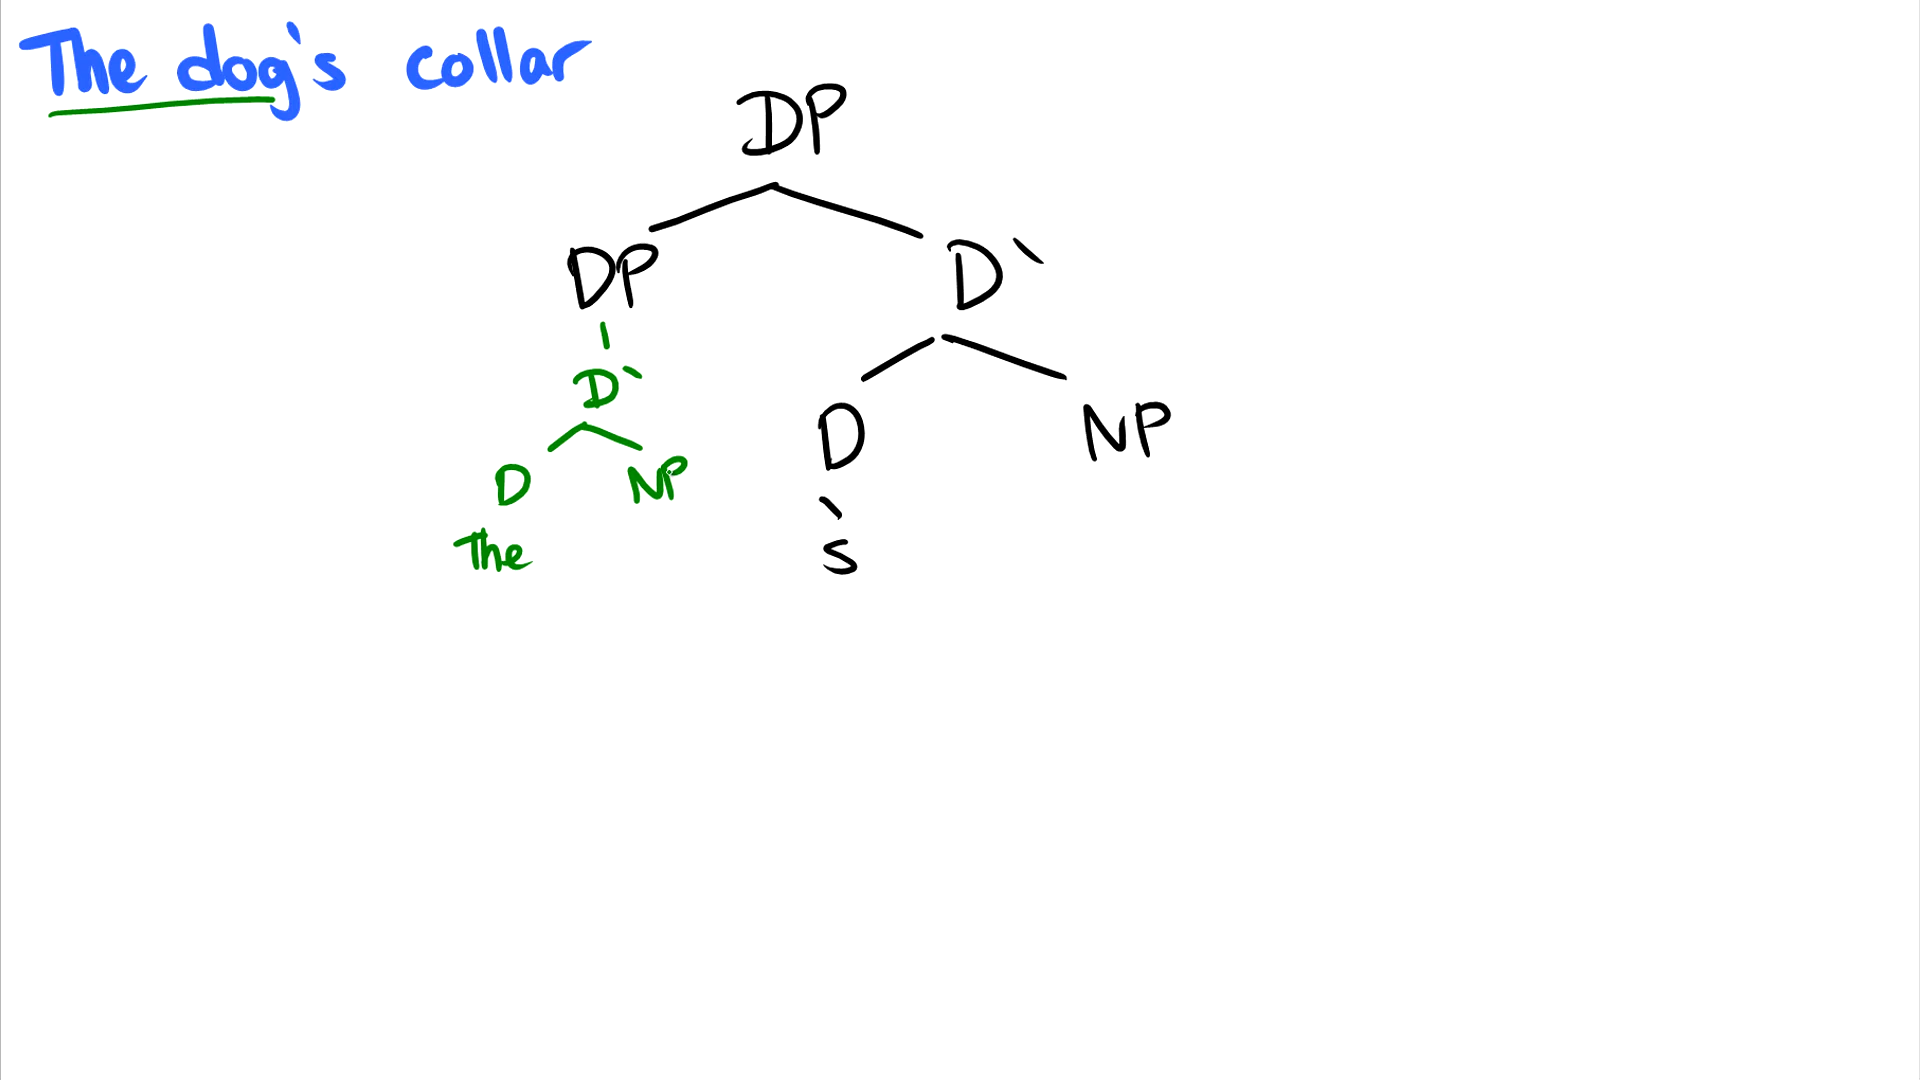 The dog's collar
DP
DP D'
D'
D NP
D NP
The
's